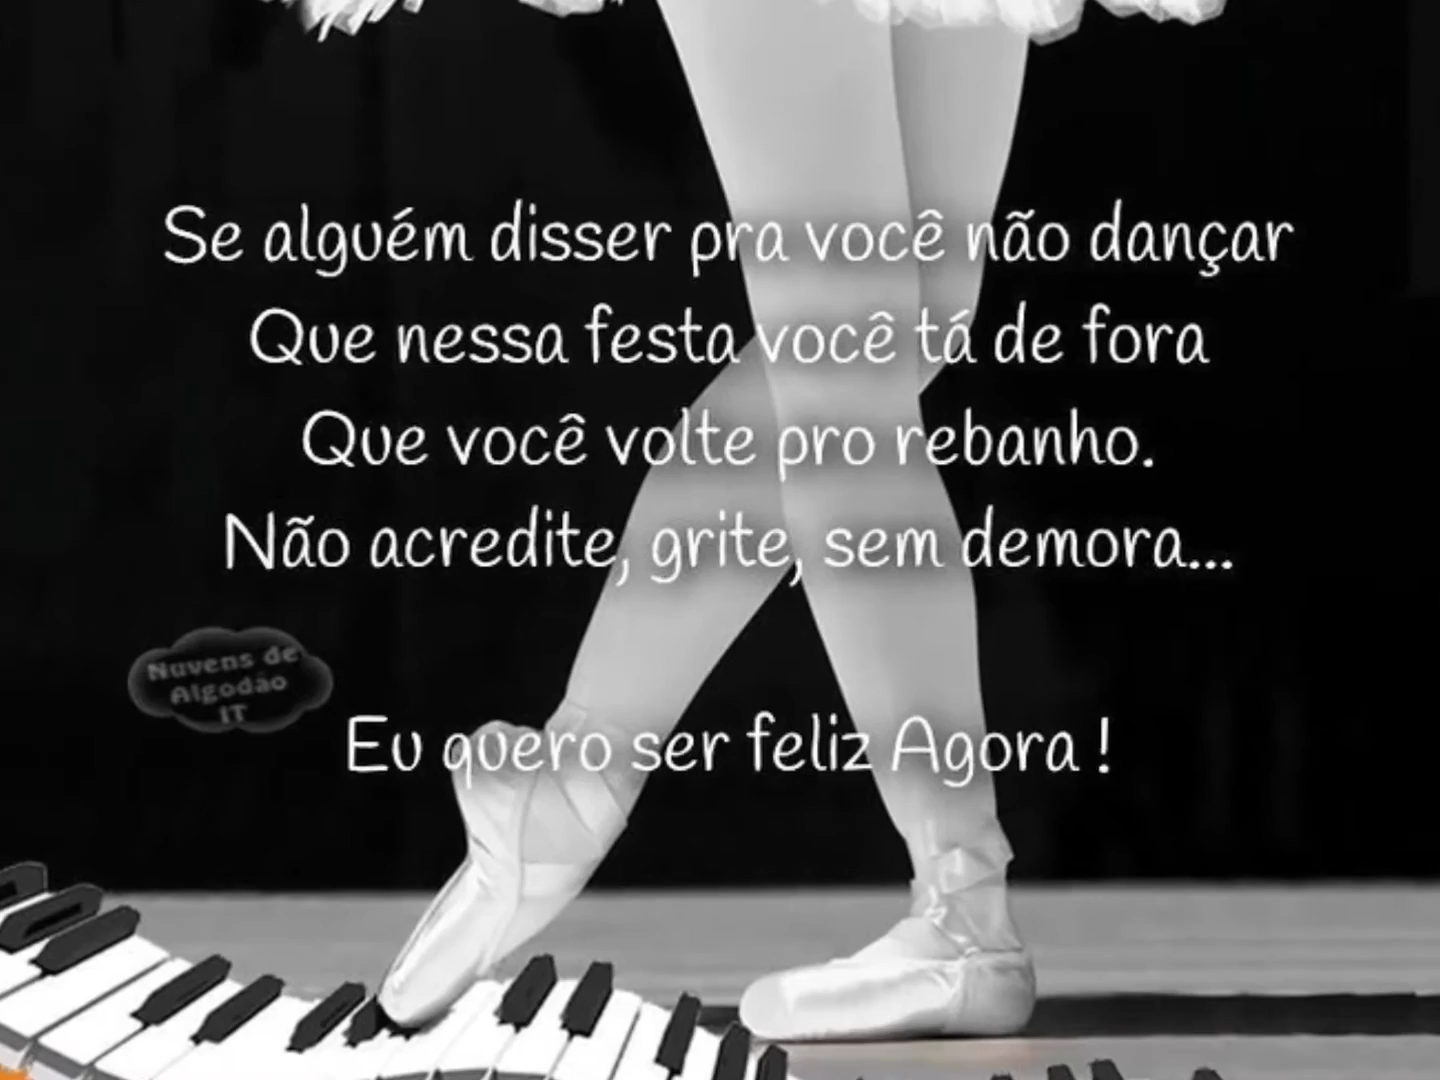 Se alguém disser pra você não dançar
Que nessa festa você tá de fora
Que você volte pro rebanho.
Não acredite, grite, sem demora...
Nuvens de
Algodão
IT
Eu quero ser feliz Agora !